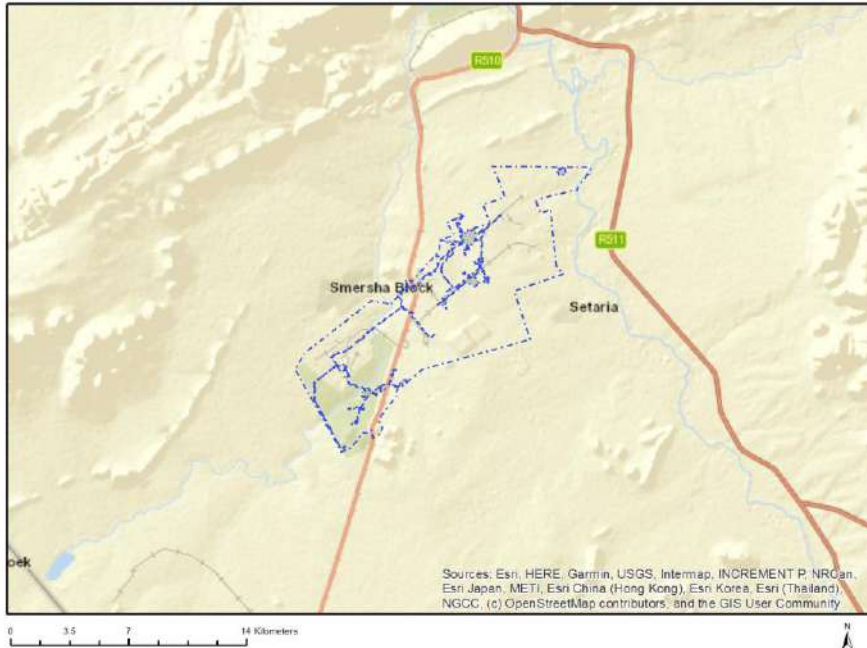 R510
R511
Smersha Block
Setaria
oek
Sources: Esri, HERE, Garmin, USGS, Intermap, INCREMENT P, NRCan,
Esri Japan, METI, Esri China (Hong Kong), Esri Korea, Esri (Thailand),
NGCC, (c) OpenStreetMap contributors, and the GIS User Community
0 3.5 7 14 Kilometers
N